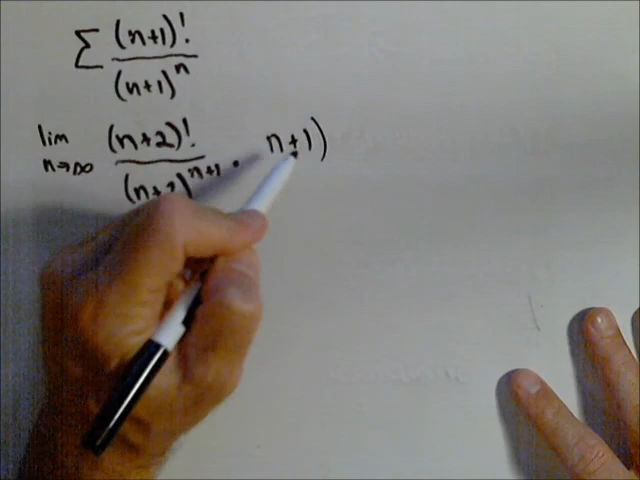 ∑ (n+1)! / (n+1)^n
lim n→∞ (n+2)! / (n+2)^n+1 · n+1)